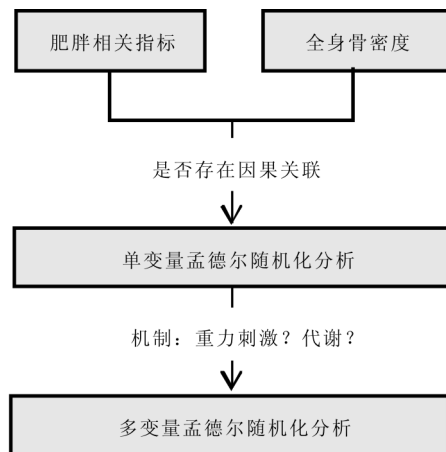 肥胖相关指标
全身骨密度
是否存在因果关联
单变量孟德尔随机化分析
机制：重力刺激？代谢？
多变量孟德尔随机化分析